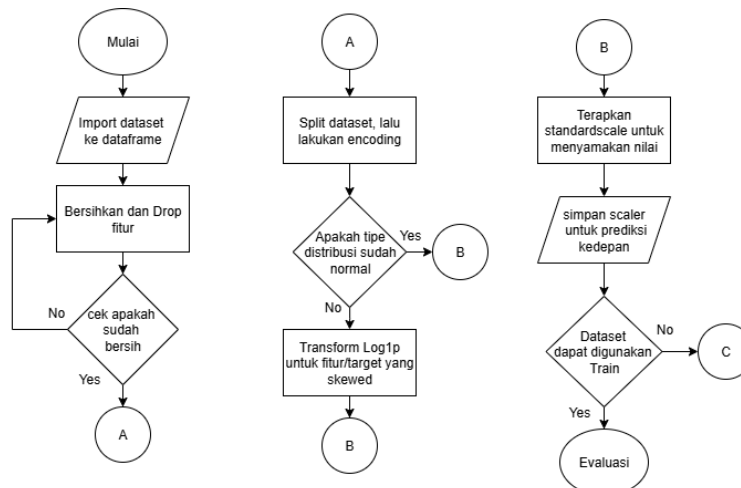 Mulai
Import dataset
ke dataframe
Bersihkan dan Drop
fitur
No
cek apakah
sudah
bersih
Yes
A
A
Split dataset, lalu
lakukan encoding
Apakah tipe
distribusi sudah
normal
Yes
B
No
Transform Log1p
untuk fitur/target yang
skewed
B
B
Terapkan
standardscale untuk
menyamakan nilai
simpan scaler
untuk prediksi
kedepan
Dataset
dapat digunakan
Train
No
C
Yes
Evaluasi